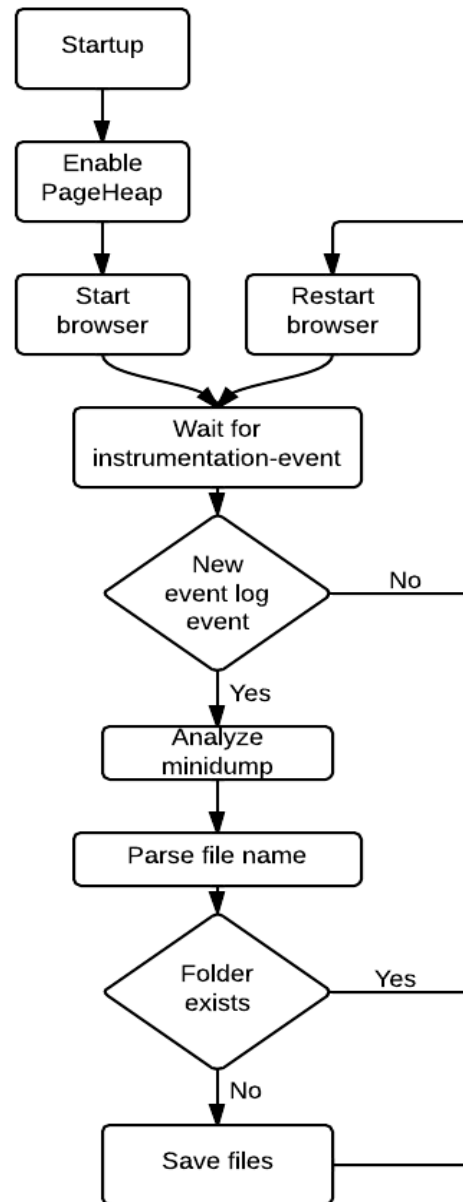 Startup
Enable
PageHeap
Start
browser
Restart
browser
Wait for
instrumentation-event
New
event log
event
No
Yes
Analyze
minidump
Parse file name
Folder
exists
Yes
No
Save files